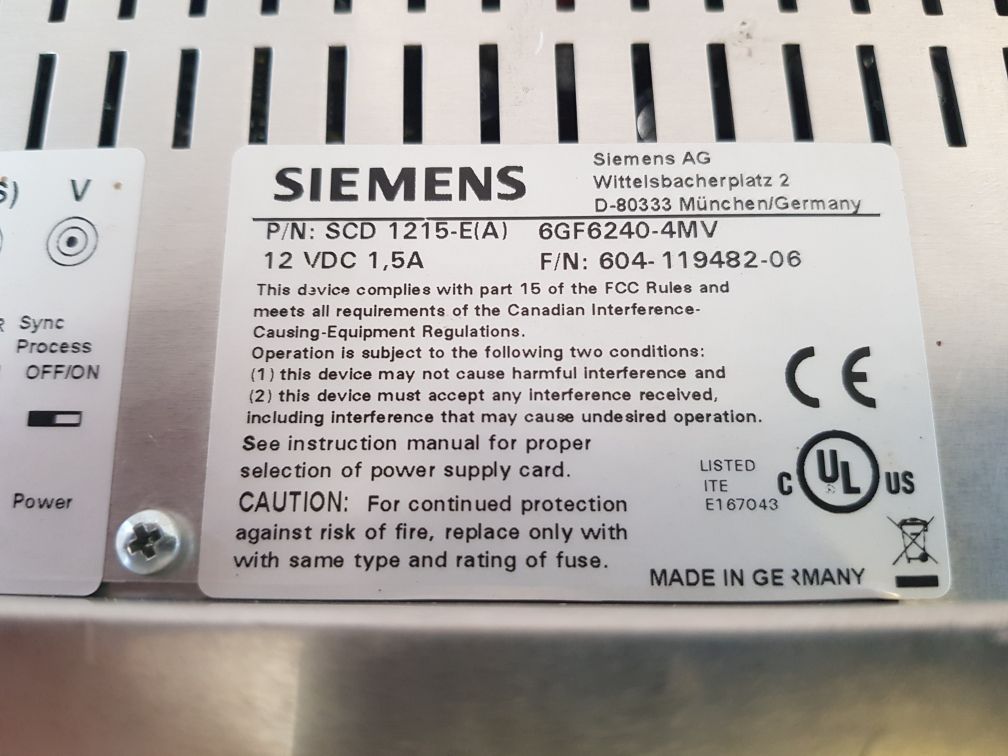 V
Sync
Process
OFF/ON
Power
SIEMENS
Siemens AG
Wittelsbacherplatz 2
D-80333 München/Germany
P/N: SCD 1215-E(A) 6GF6240-4MV
12 VDC 1,5A F/N: 604-119482-06
This device complies with part 15 of the FCC Rules and
meets all requirements of the Canadian Interference-
Causing-Equipment Regulations.
Operation is subject to the following two conditions:
(1) this device may not cause harmful interference and
(2) this device must accept any interference received,
including interference that may cause undesired operation.
See instruction manual for proper
selection of power supply card.
CAUTION: For continued protection
against risk of fire, replace only with
with same type and rating of fuse.
CE
LISTED
ITE
E167043
C UL US
MADE IN GERMANY